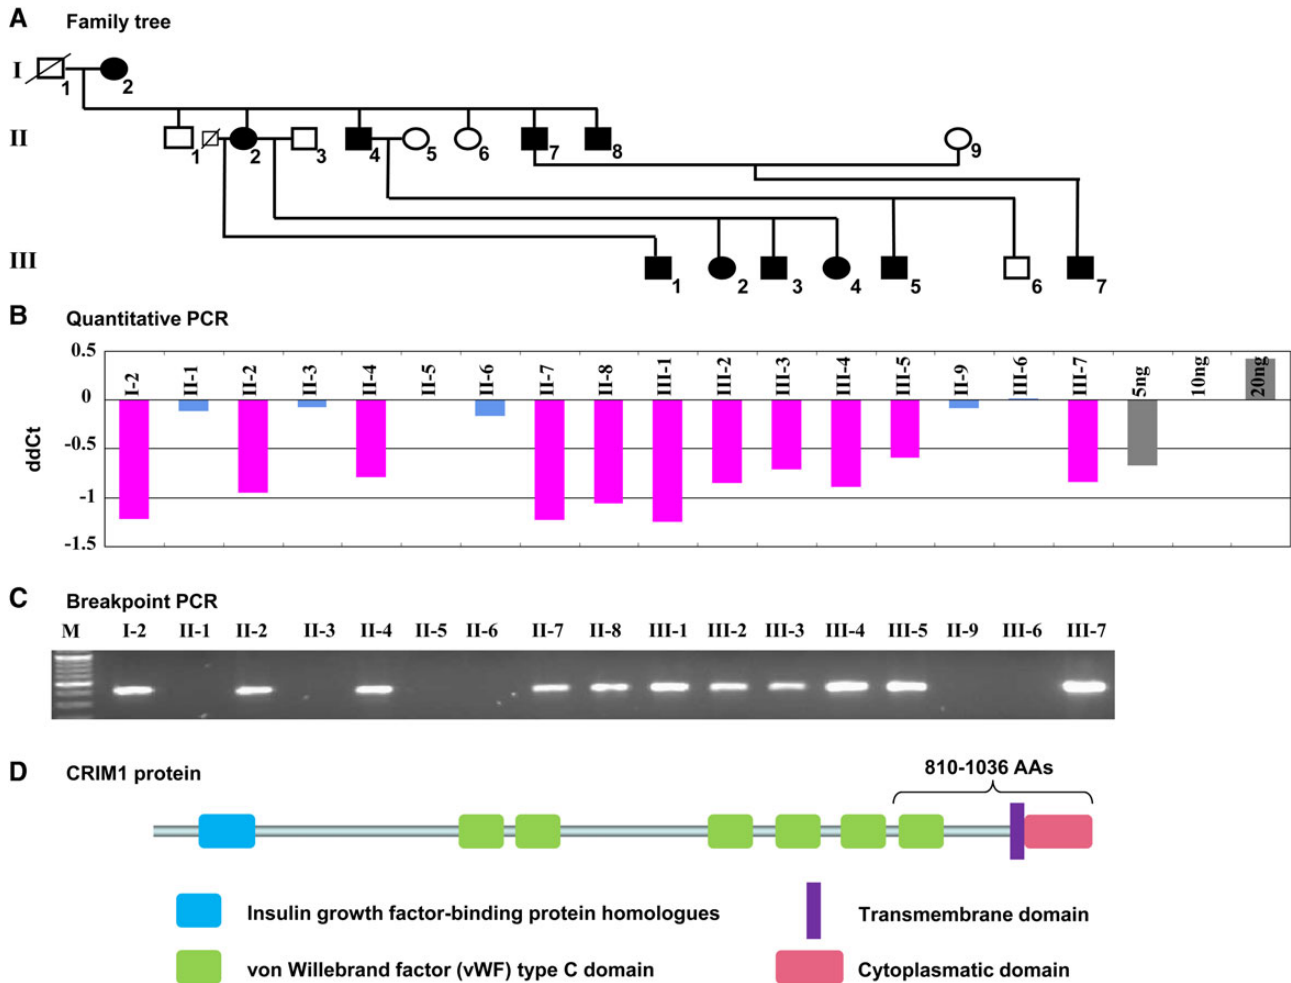 A Family tree
I 1 2
II 1 2 3 4 5 6 7 8 9
III 1 2 3 4 5 6 7
B Quantitative PCR
0.5
0
-0.5
-1
-1.5
ddCt
I-2 II-1 II-2 II-3 II-4 II-5 II-6 II-7 II-8 III-1 III-2 III-3 III-4 III-5 II-9 III-6 III-7 5ng 10ng 20ng
C Breakpoint PCR
M I-2 II-1 II-2 II-3 II-4 II-5 II-6 II-7 II-8 III-1 III-2 III-3 III-4 III-5 II-9 III-6 III-7
D CRIM1 protein
810-1036 AAs
Insulin growth factor-binding protein homologues
Transmembrane domain
von Willebrand factor (vWF) type C domain
Cytoplasmatic domain